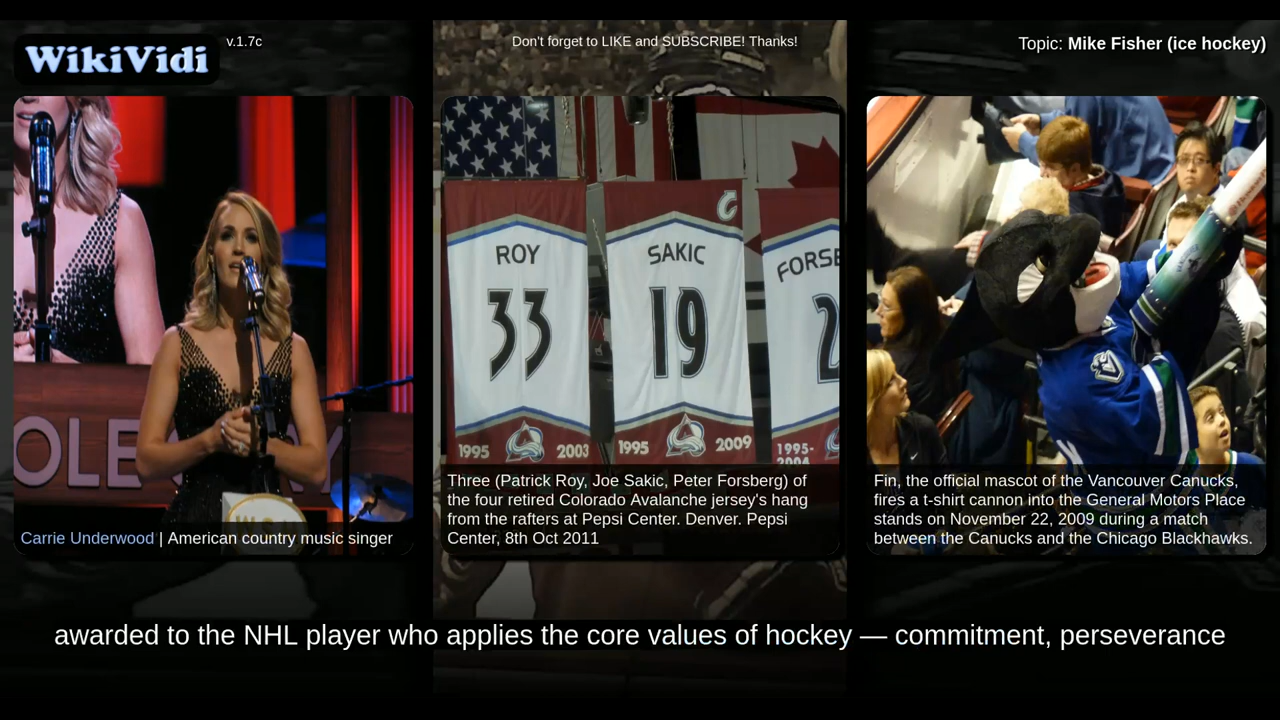 WikiVidi
v.1.7c
Don't forget to LIKE and SUBSCRIBE! Thanks!
Topic: Mike Fisher (ice hockey)
OLE
Carrie Underwood | American country music singer
ROY
33
1995 2003
SAKIC
19
1995 2009
FORSE
2
1995-
2004
Three (Patrick Roy, Joe Sakic, Peter Forsberg) of
the four retired Colorado Avalanche jersey's hang
from the rafters at Pepsi Center. Denver. Pepsi
Center, 8th Oct 2011
Fin, the official mascot of the Vancouver Canucks,
fires a t-shirt cannon into the General Motors Place
stands on November 22, 2009 during a match
between the Canucks and the Chicago Blackhawks.
awarded to the NHL player who applies the core values of hockey — commitment, perseverance